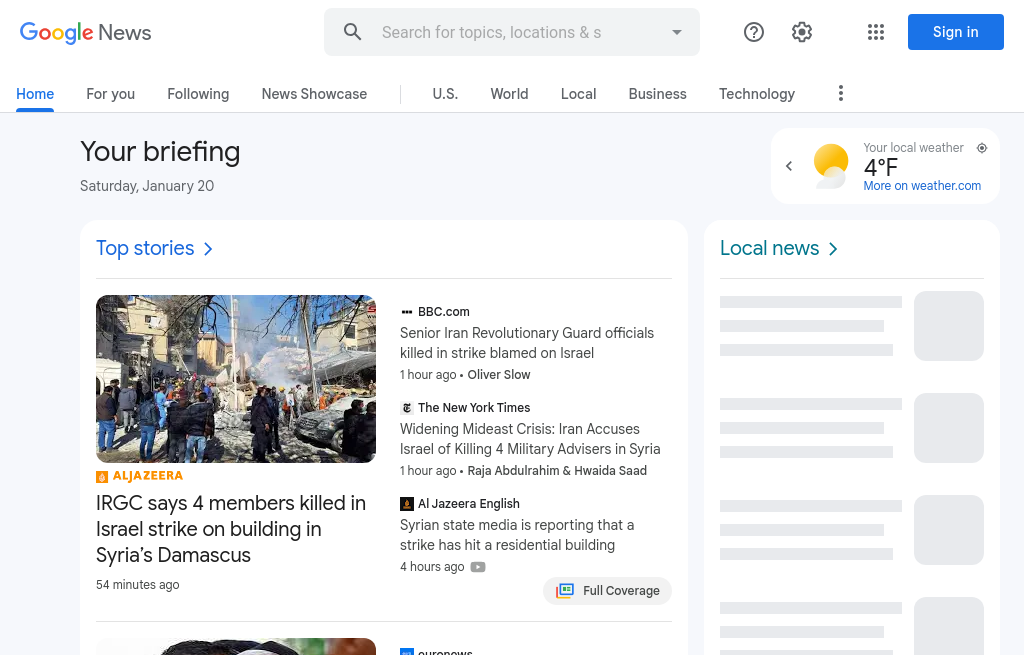 Google News
Search for topics, locations & s
Sign in
Home
For you
Following
News Showcase
U.S.
World
Local
Business
Technology
Your briefing
Saturday, January 20
Your local weather
4°F
More on weather.com
Top stories
Local news
ALJAZEERA
IRGC says 4 members killed in
Israel strike on building in
Syria’s Damascus
54 minutes ago
BBC.com
Senior Iran Revolutionary Guard officials
killed in strike blamed on Israel
1 hour ago • Oliver Slow
The New York Times
Widening Mideast Crisis: Iran Accuses
Israel of Killing 4 Military Advisers in Syria
1 hour ago • Raja Abdulrahim & Hwaida Saad
Al Jazeera English
Syrian state media is reporting that a
strike has hit a residential building
4 hours ago
Full Coverage
euronews